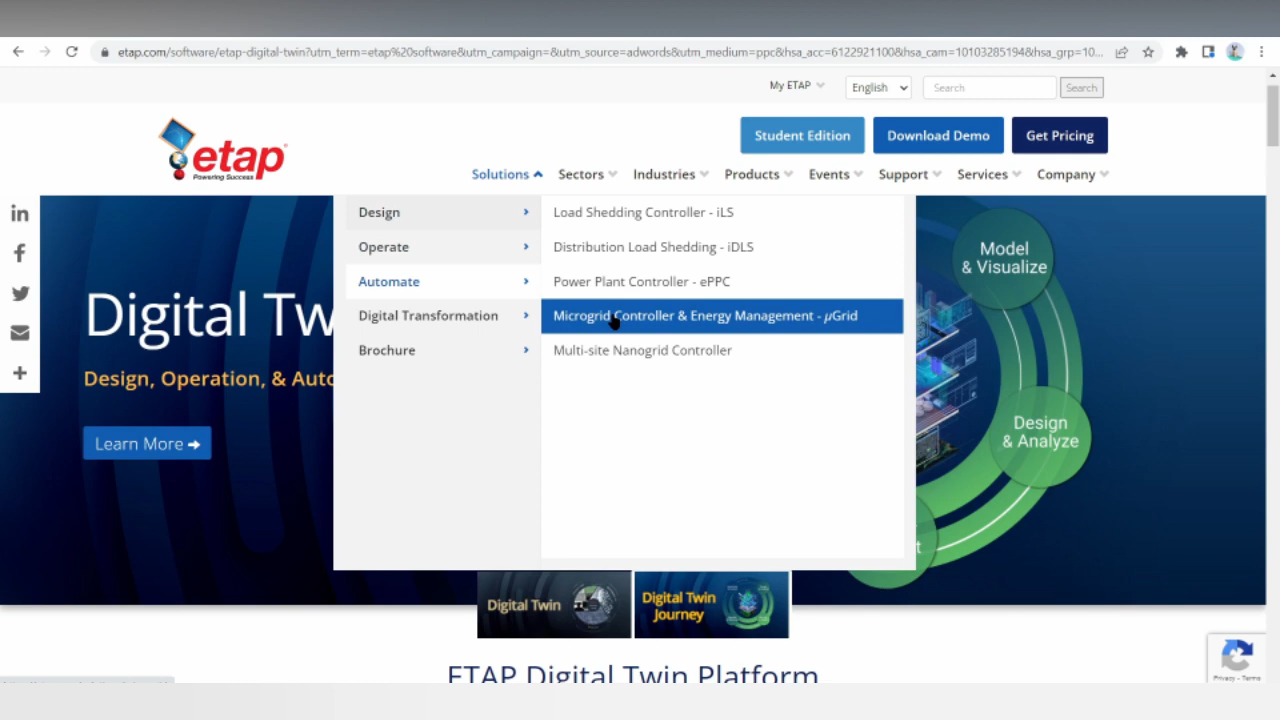 etap.com/software/etap-digital-twin?utm_term=etap%20software&utm_campaign=&utm_source=adwords&utm_medium=ppc&hsa_acc=6122921100&hsa_cam=10103285194&hsa_grp=10...
My ETAP
English
Search
Search
etap
Powering Success
Student Edition
Download Demo
Get Pricing
Solutions
Sectors
Industries
Products
Events
Support
Services
Company
Design
Operate
Automate
Digital Transformation
Brochure
Load Shedding Controller - iLS
Distribution Load Shedding - iDLS
Power Plant Controller - ePPC
Microgrid Controller & Energy Management - µGrid
Multi-site Nanogrid Controller
Digital Tw
Design, Operation, & Auto
Learn More
Model
& Visualize
Design
& Analyze
t
Digital Twin
Digital Twin
Journey
ETAP Digital Twin Platform
Privacy - Terms